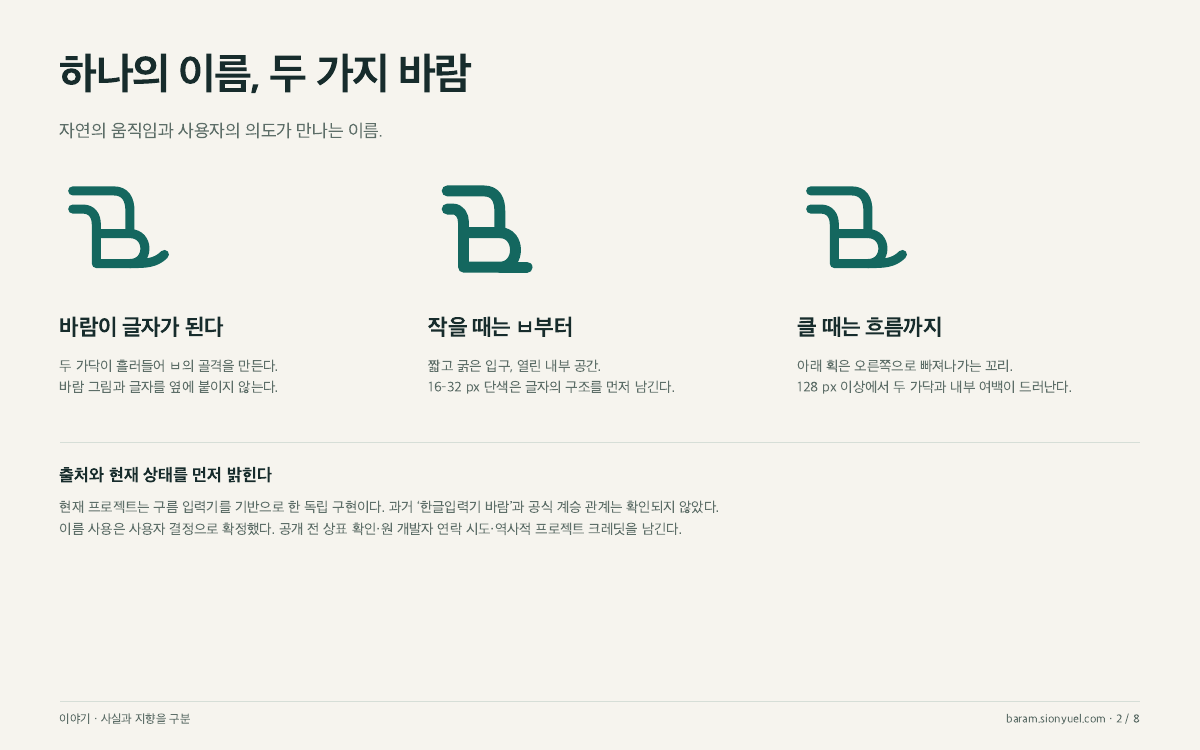 하나의 이름, 두 가지 바람
자연의 움직임과 사용자의 의도가 만나는 이름.
바람이 글자가 된다
두 가닥이 흘러들어 ㅂ의 골격을 만든다.
바람 그림과 글자를 옆에 붙이지 않는다.
작을 때는 ㅂ부터
짧고 굵은 입구, 열린 내부 공간.
16-32 px 단색은 글자의 구조를 먼저 남긴다.
클 때는 흐름까지
아래 획은 오른쪽으로 빠져나가는 꼬리.
128 px 이상에서 두 가닥과 내부 여백이 드러난다.
출처와 현재 상태를 먼저 밝힌다
현재 프로젝트는 구름 입력기를 기반으로 한 독립 구현이다. 과거 ‘한글입력기 바람’과 공식 계승 관계는 확인되지 않았다.
이름 사용은 사용자 결정으로 확정했다. 공개 전 상표 확인·원 개발자 연락 시도·역사적 프로젝트 크레딧을 남긴다.
이야기 · 사실과 지향을 구분
baram.sionyuel.com · 2 / 8